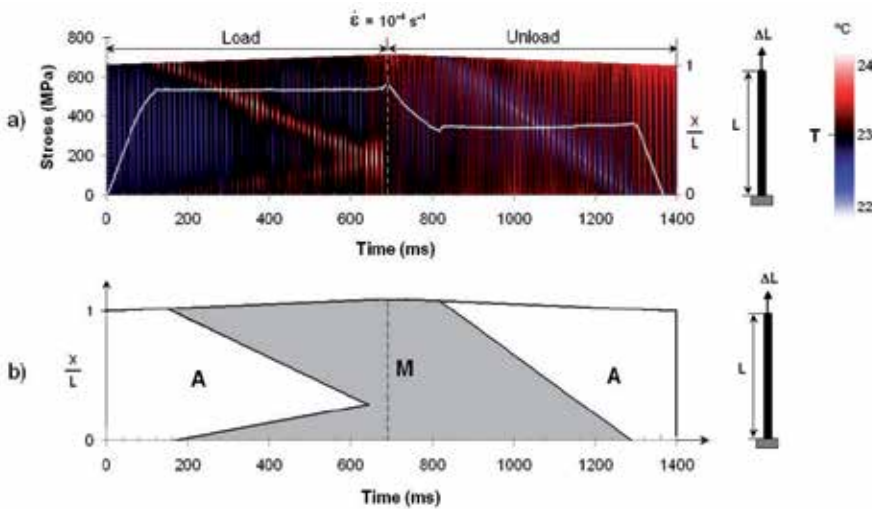 ε̇ = 10⁻⁴ s⁻¹
Load
Unload
a)
Stress (MPa)
800
600
400
200
0
1
X
L
0
0 200 400 600 800 1000 1200 1400
Time (ms)
ΔL
L
T
ºC
24
23
22
b)
X
L
1
0
A
M
A
0 200 400 600 800 1000 1200 1400
Time (ms)
ΔL
L